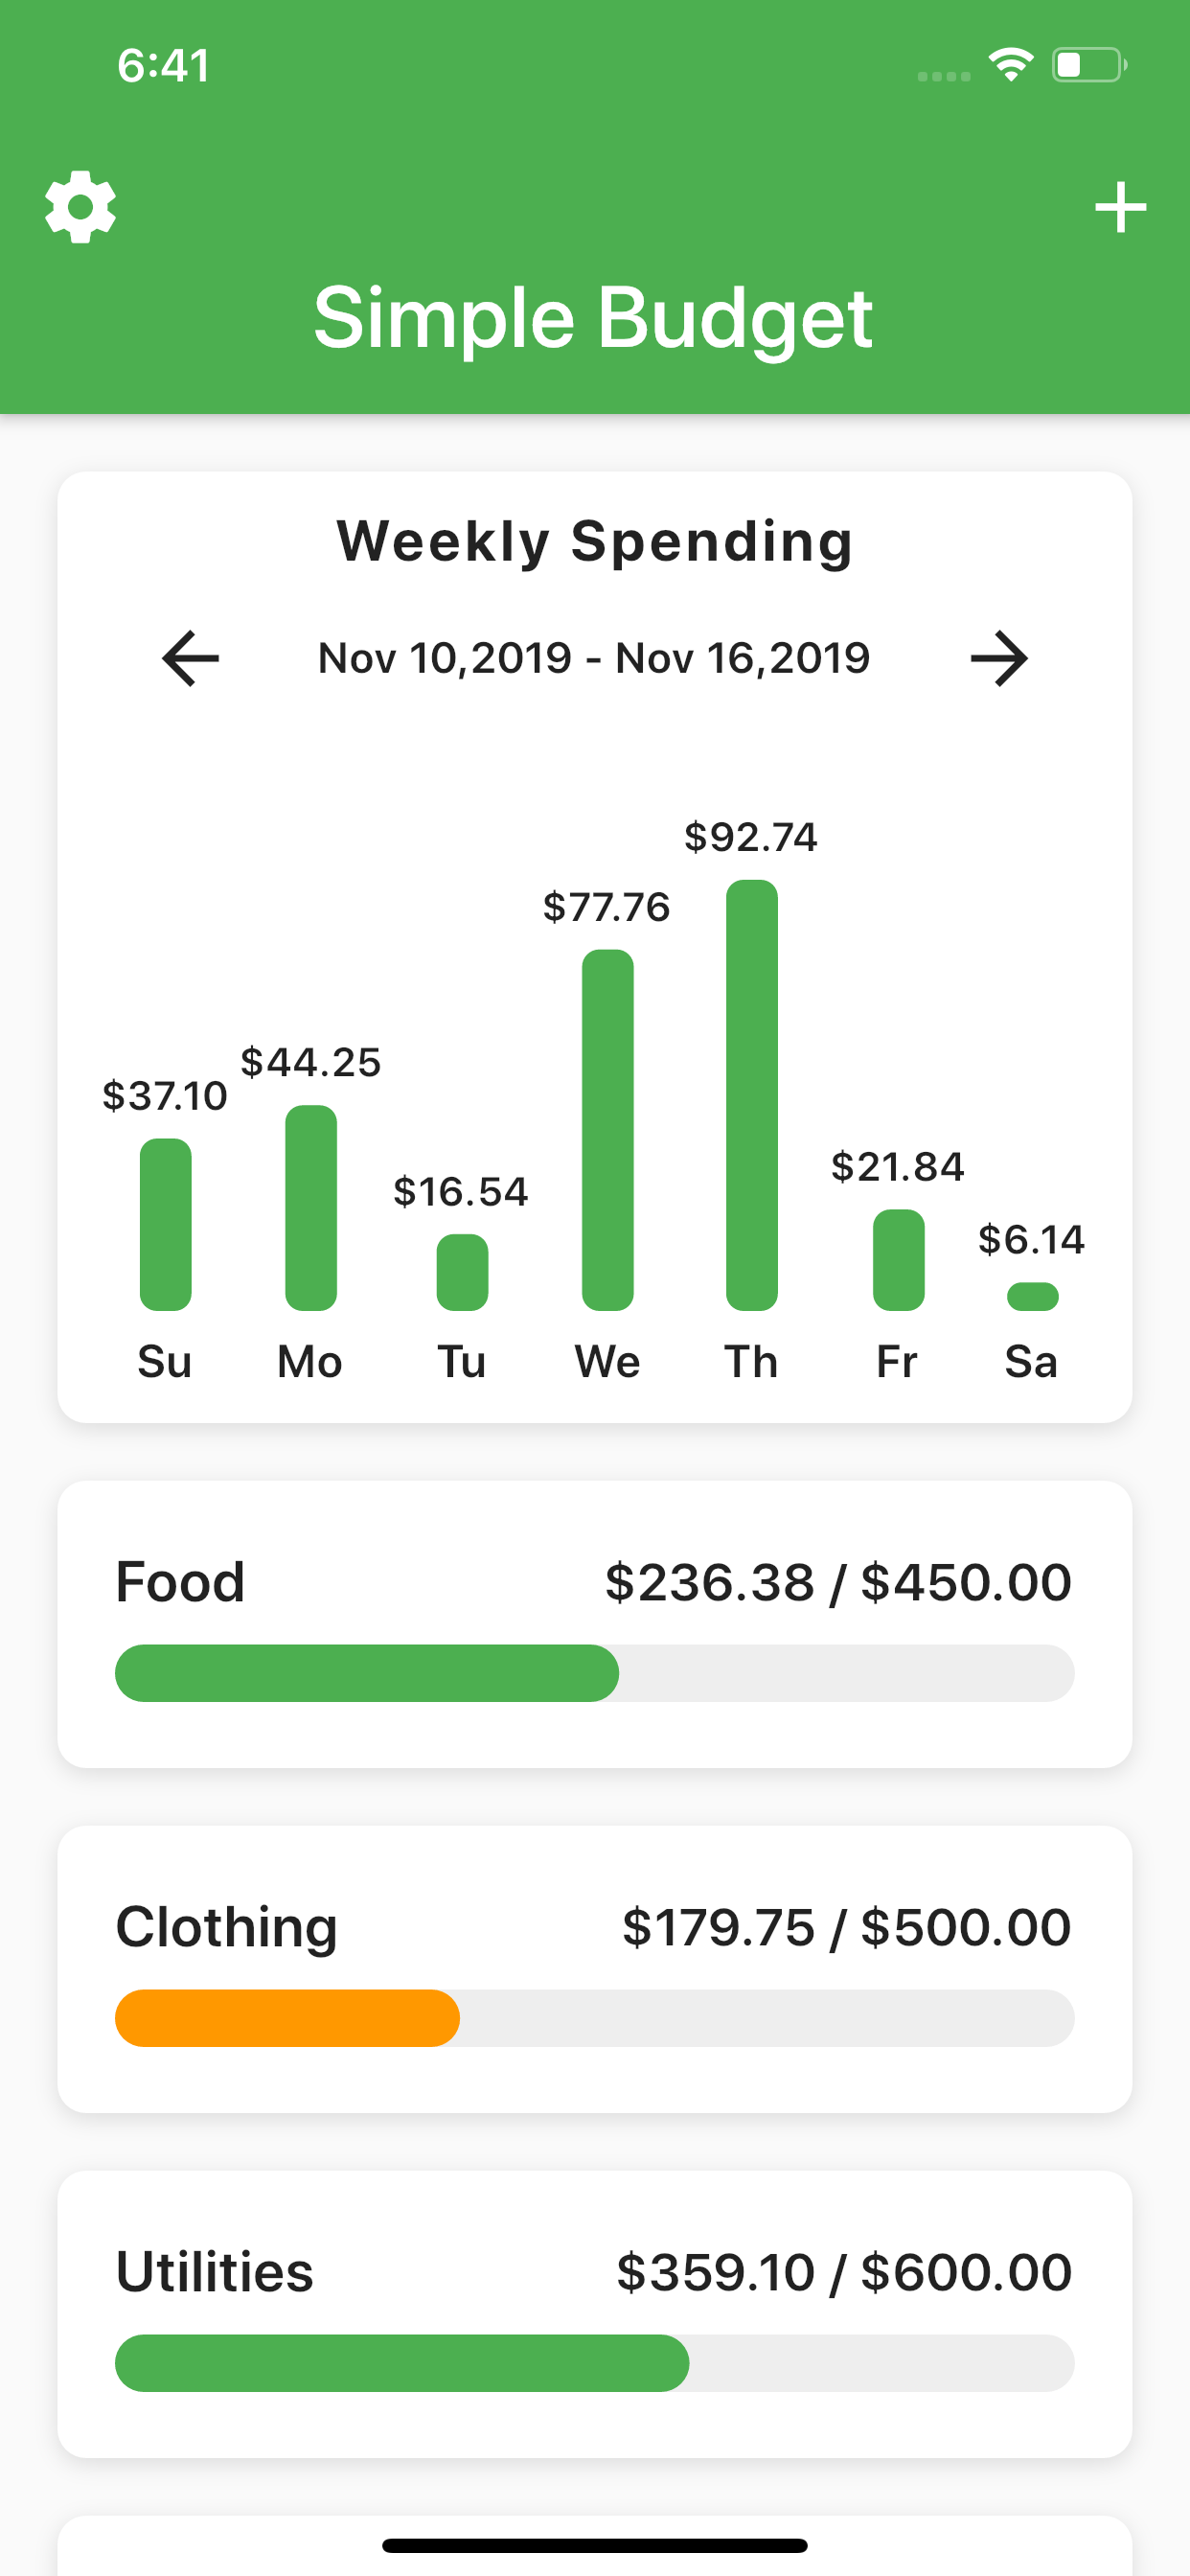 6:41
Simple Budget
Weekly Spending
Nov 10,2019 - Nov 16,2019
$37.10 $44.25 $16.54 $77.76 $92.74 $21.84 $6.14
Su Mo Tu We Th Fr Sa
Food $236.38 / $450.00
Clothing $179.75 / $500.00
Utilities $359.10 / $600.00